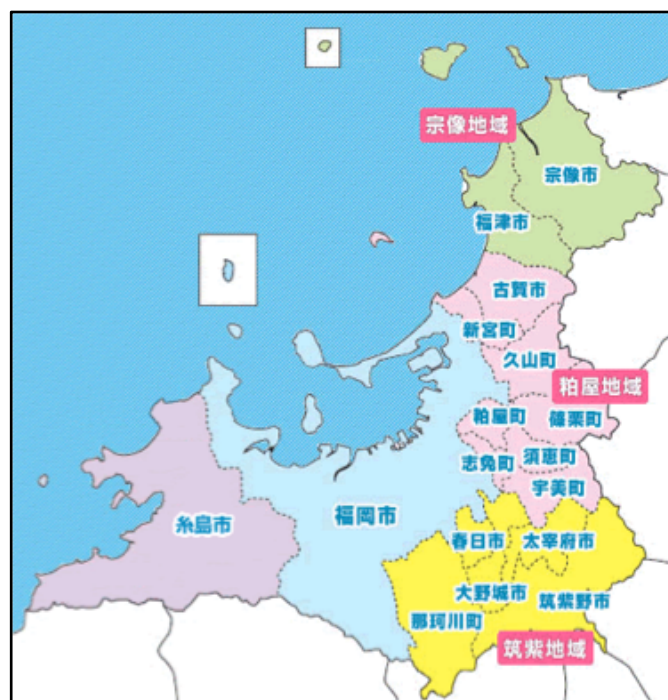 宗像地域
宗像市
福津市
古賀市
新宮町
久山町
粕屋地域
粕屋町
篠栗町
志免町
須恵町
宇美町
福岡市
糸島市
春日市
太宰府市
大野城市
筑紫野市
那珂川町
筑紫地域